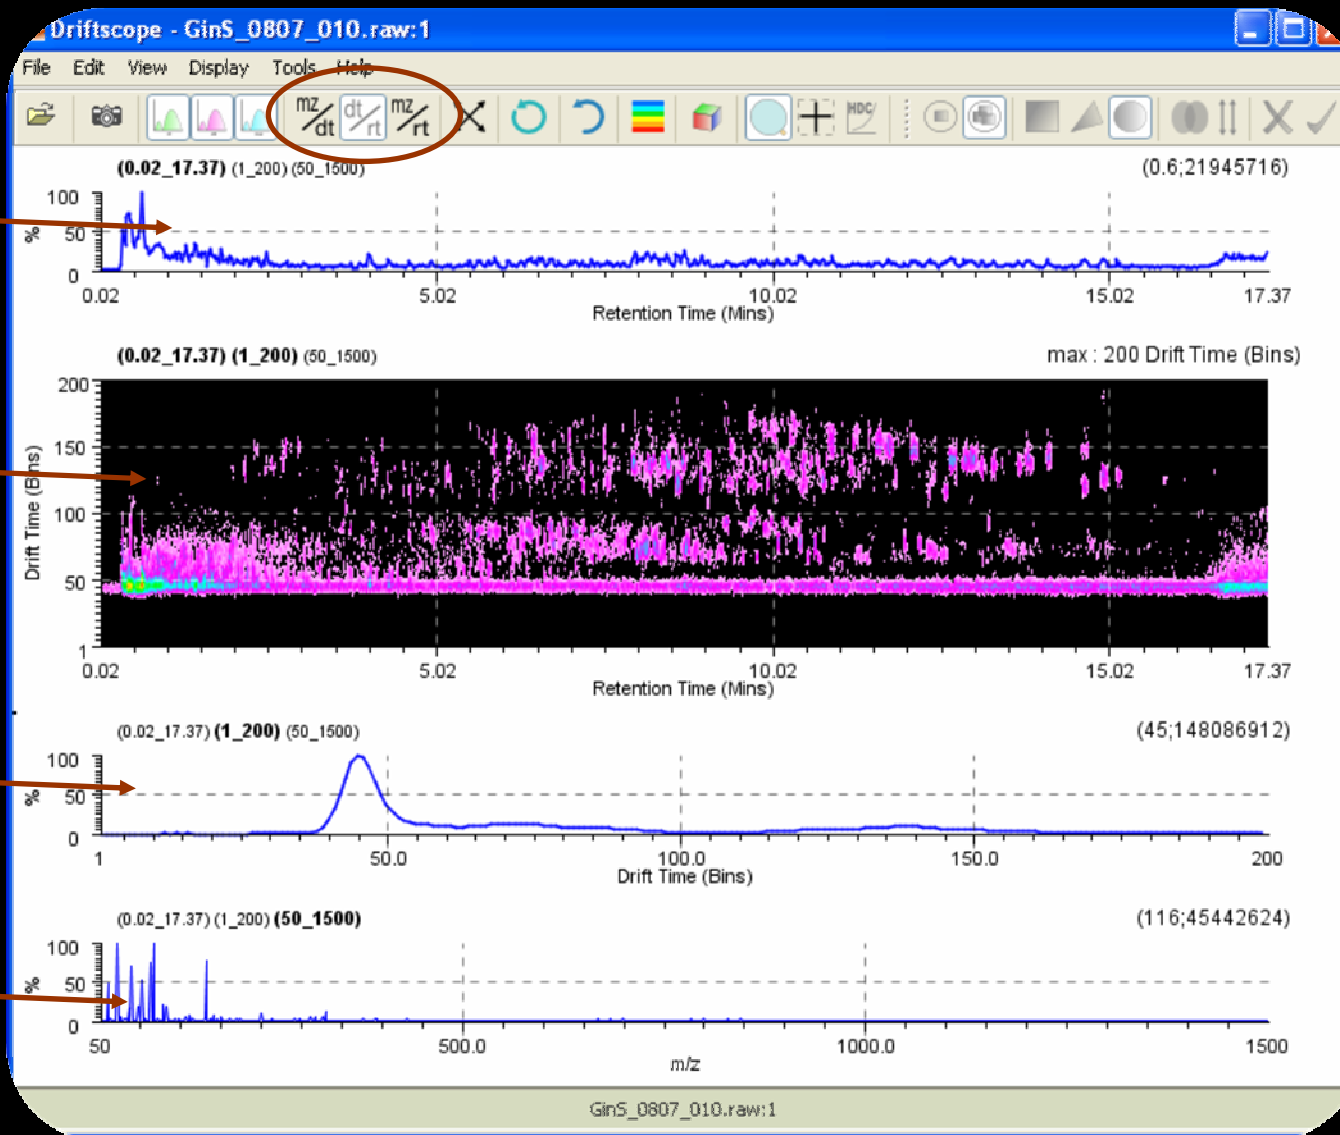 Driftscope - GinS_0807_010.raw:1
File Edit View Display Tools Help
mz/dt dt/rt mz/rt HDC
(0.02_17.37) (1_200) (50_1500) (0.6;21945716)
100
% 50
0
0.02 5.02 10.02 15.02 17.37
Retention Time (Mins)
(0.02_17.37) (1_200) (50_1500) max : 200 Drift Time (Bins)
200
150
100
50
1
Drift Time (Bins)
0.02 5.02 10.02 15.02 17.37
Retention Time (Mins)
(0.02_17.37) (1_200) (50_1500) (45;148086912)
100
% 50
0
1 50.0 100.0 150.0 200
Drift Time (Bins)
(0.02_17.37) (1_200) (50_1500) (116;45442624)
100
% 50
0
50 500.0 1000.0 1500
m/z
GinS_0807_010.raw:1